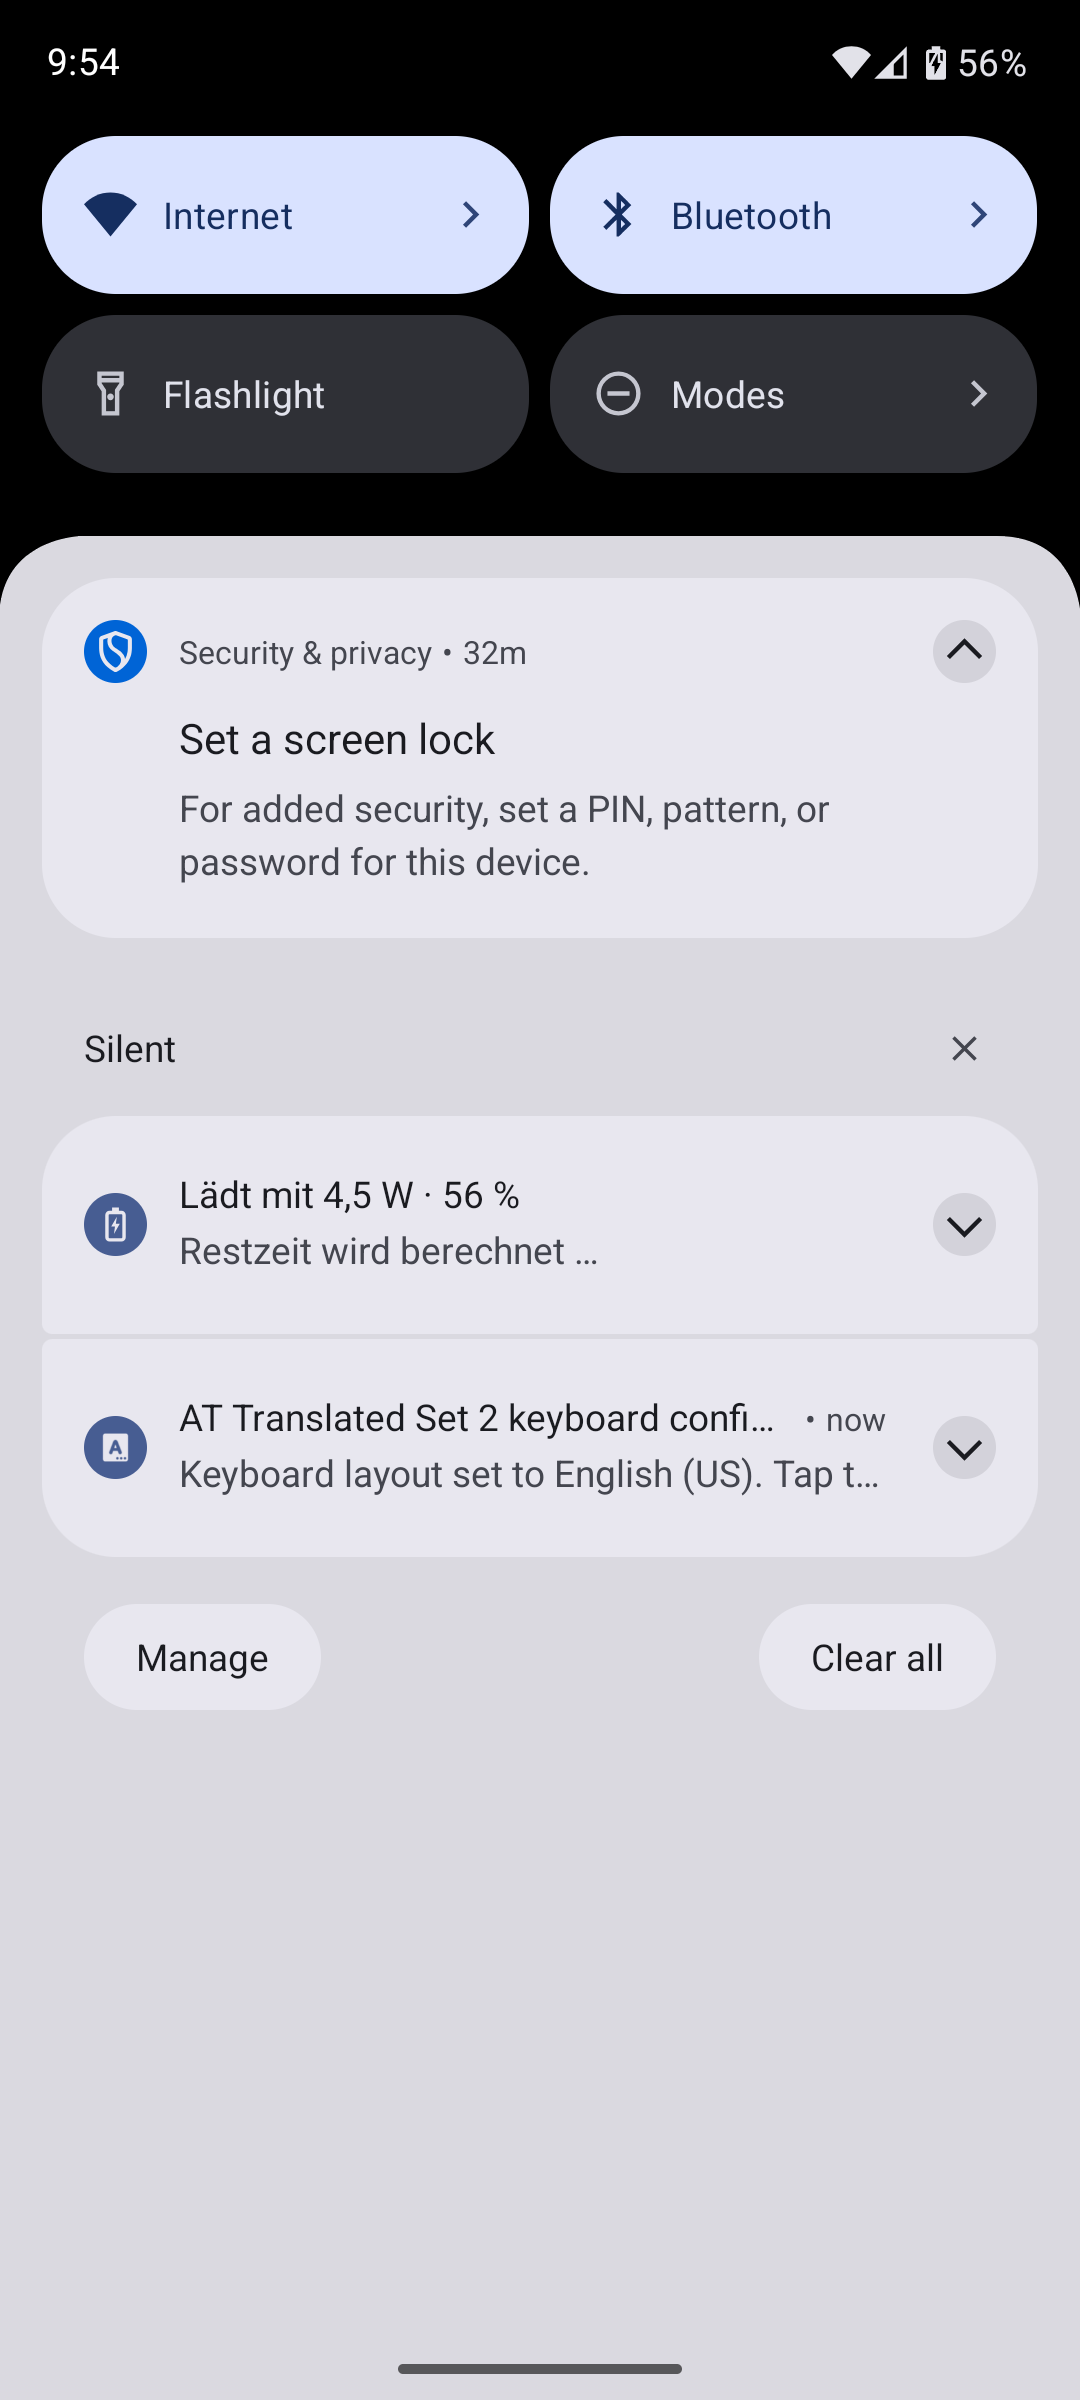 9:54
56%
Internet
Bluetooth
Flashlight
Modes
Security & privacy • 32m
Set a screen lock
For added security, set a PIN, pattern, or
password for this device.
Silent
Lädt mit 4,5 W · 56 %
Restzeit wird berechnet …
AT Translated Set 2 keyboard confi… • now
Keyboard layout set to English (US). Tap t…
Manage
Clear all